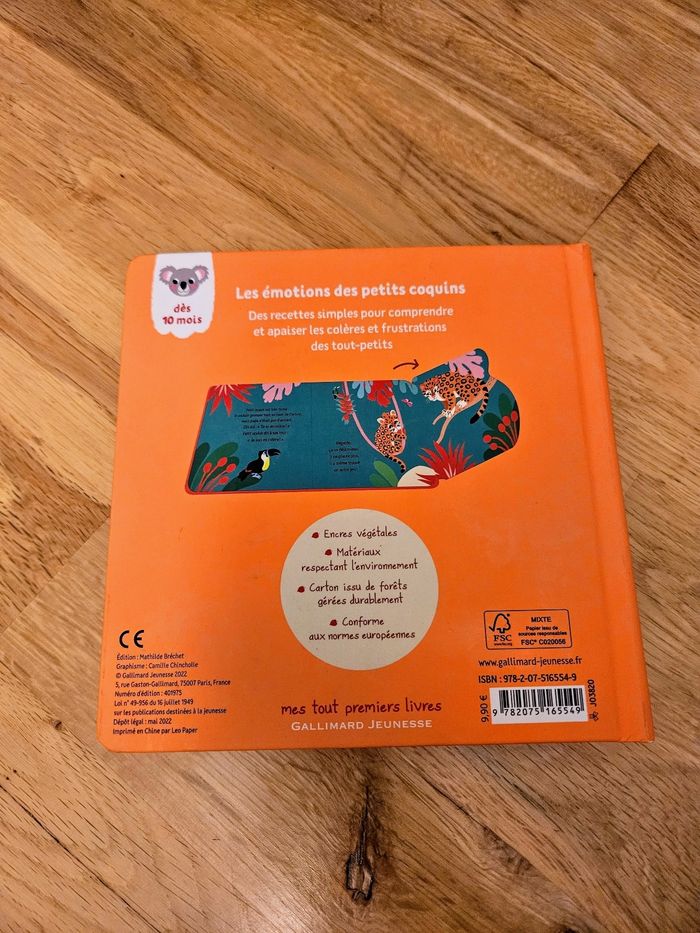 dès
10 mois
Les émotions des petits coquins
Des recettes simples pour comprendre
et apaiser les colères et frustrations
des tout-petits
Encres végétales
Matériaux
respectant l'environnement
Carton issu de forêts
gérées durablement
Conforme
aux normes européennes
CE
Édition : Mathilde Bréchet
Graphisme : Camille Chincholle
© Gallimard Jeunesse 2022
5, rue Gaston-Gallimard, 75007 Paris, France
Numéro d'édition : 401975
Loi n° 49-956 du 16 juillet 1949
sur les publications destinées à la jeunesse
Dépôt légal : mai 2022
Imprimé en Chine par Leo Paper
mes tout premiers livres
GALLIMARD JEUNESSE
FSC
MIXTE
Papier issu de
sources responsables
FSC® C020056
www.gallimard-jeunesse.fr
ISBN : 978-2-07-516554-9
9,90 €
9 782075 165549
J03820